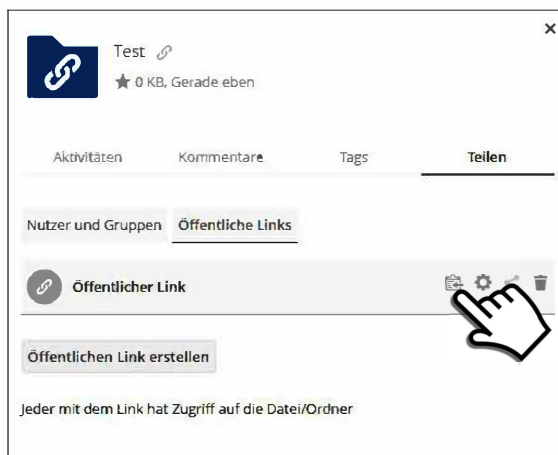 Test
0 KB, Gerade eben
Aktivitäten Kommentare Tags Teilen
Nutzer und Gruppen Öffentliche Links
Öffentlicher Link
Öffentlichen Link erstellen
Jeder mit dem Link hat Zugriff auf die Datei/Ordner